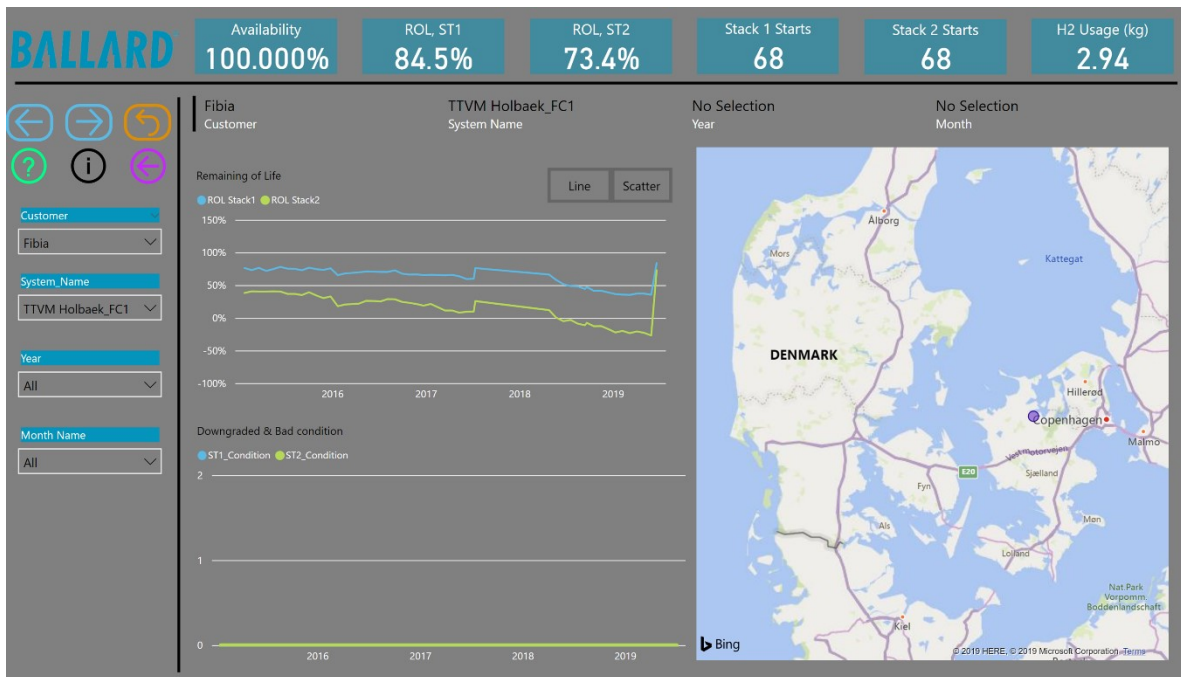 BALLARD
Availability
100.000%
ROL, ST1
84.5%
ROL, ST2
73.4%
Stack 1 Starts
68
Stack 2 Starts
68
H2 Usage (kg)
2.94
Fibia
Customer
TTVM Holbaek_FC1
System Name
No Selection
Year
No Selection
Month
?
i
Customer
Fibia
System_Name
TTVM Holbaek_FC1
Year
All
Month Name
All
Remaining of Life
Line Scatter
ROL Stack1 ROL Stack2
150%
100%
50%
0%
-50%
-100%
2016 2017 2018 2019
Downgraded & Bad condition
ST1_Condition ST2_Condition
2
1
0
2016 2017 2018 2019
Ålborg
Mors
Kattegat
DENMARK
Hillerød
Copenhagen
Malmo
Vestmotorvejen
E20
Sjælland
Fyn
Als
Møn
Lolland
Nat.Park
Vorpomm.
Boddenlandschaft
Kiel
Bing
© 2019 HERE, © 2019 Microsoft Corporation Terms